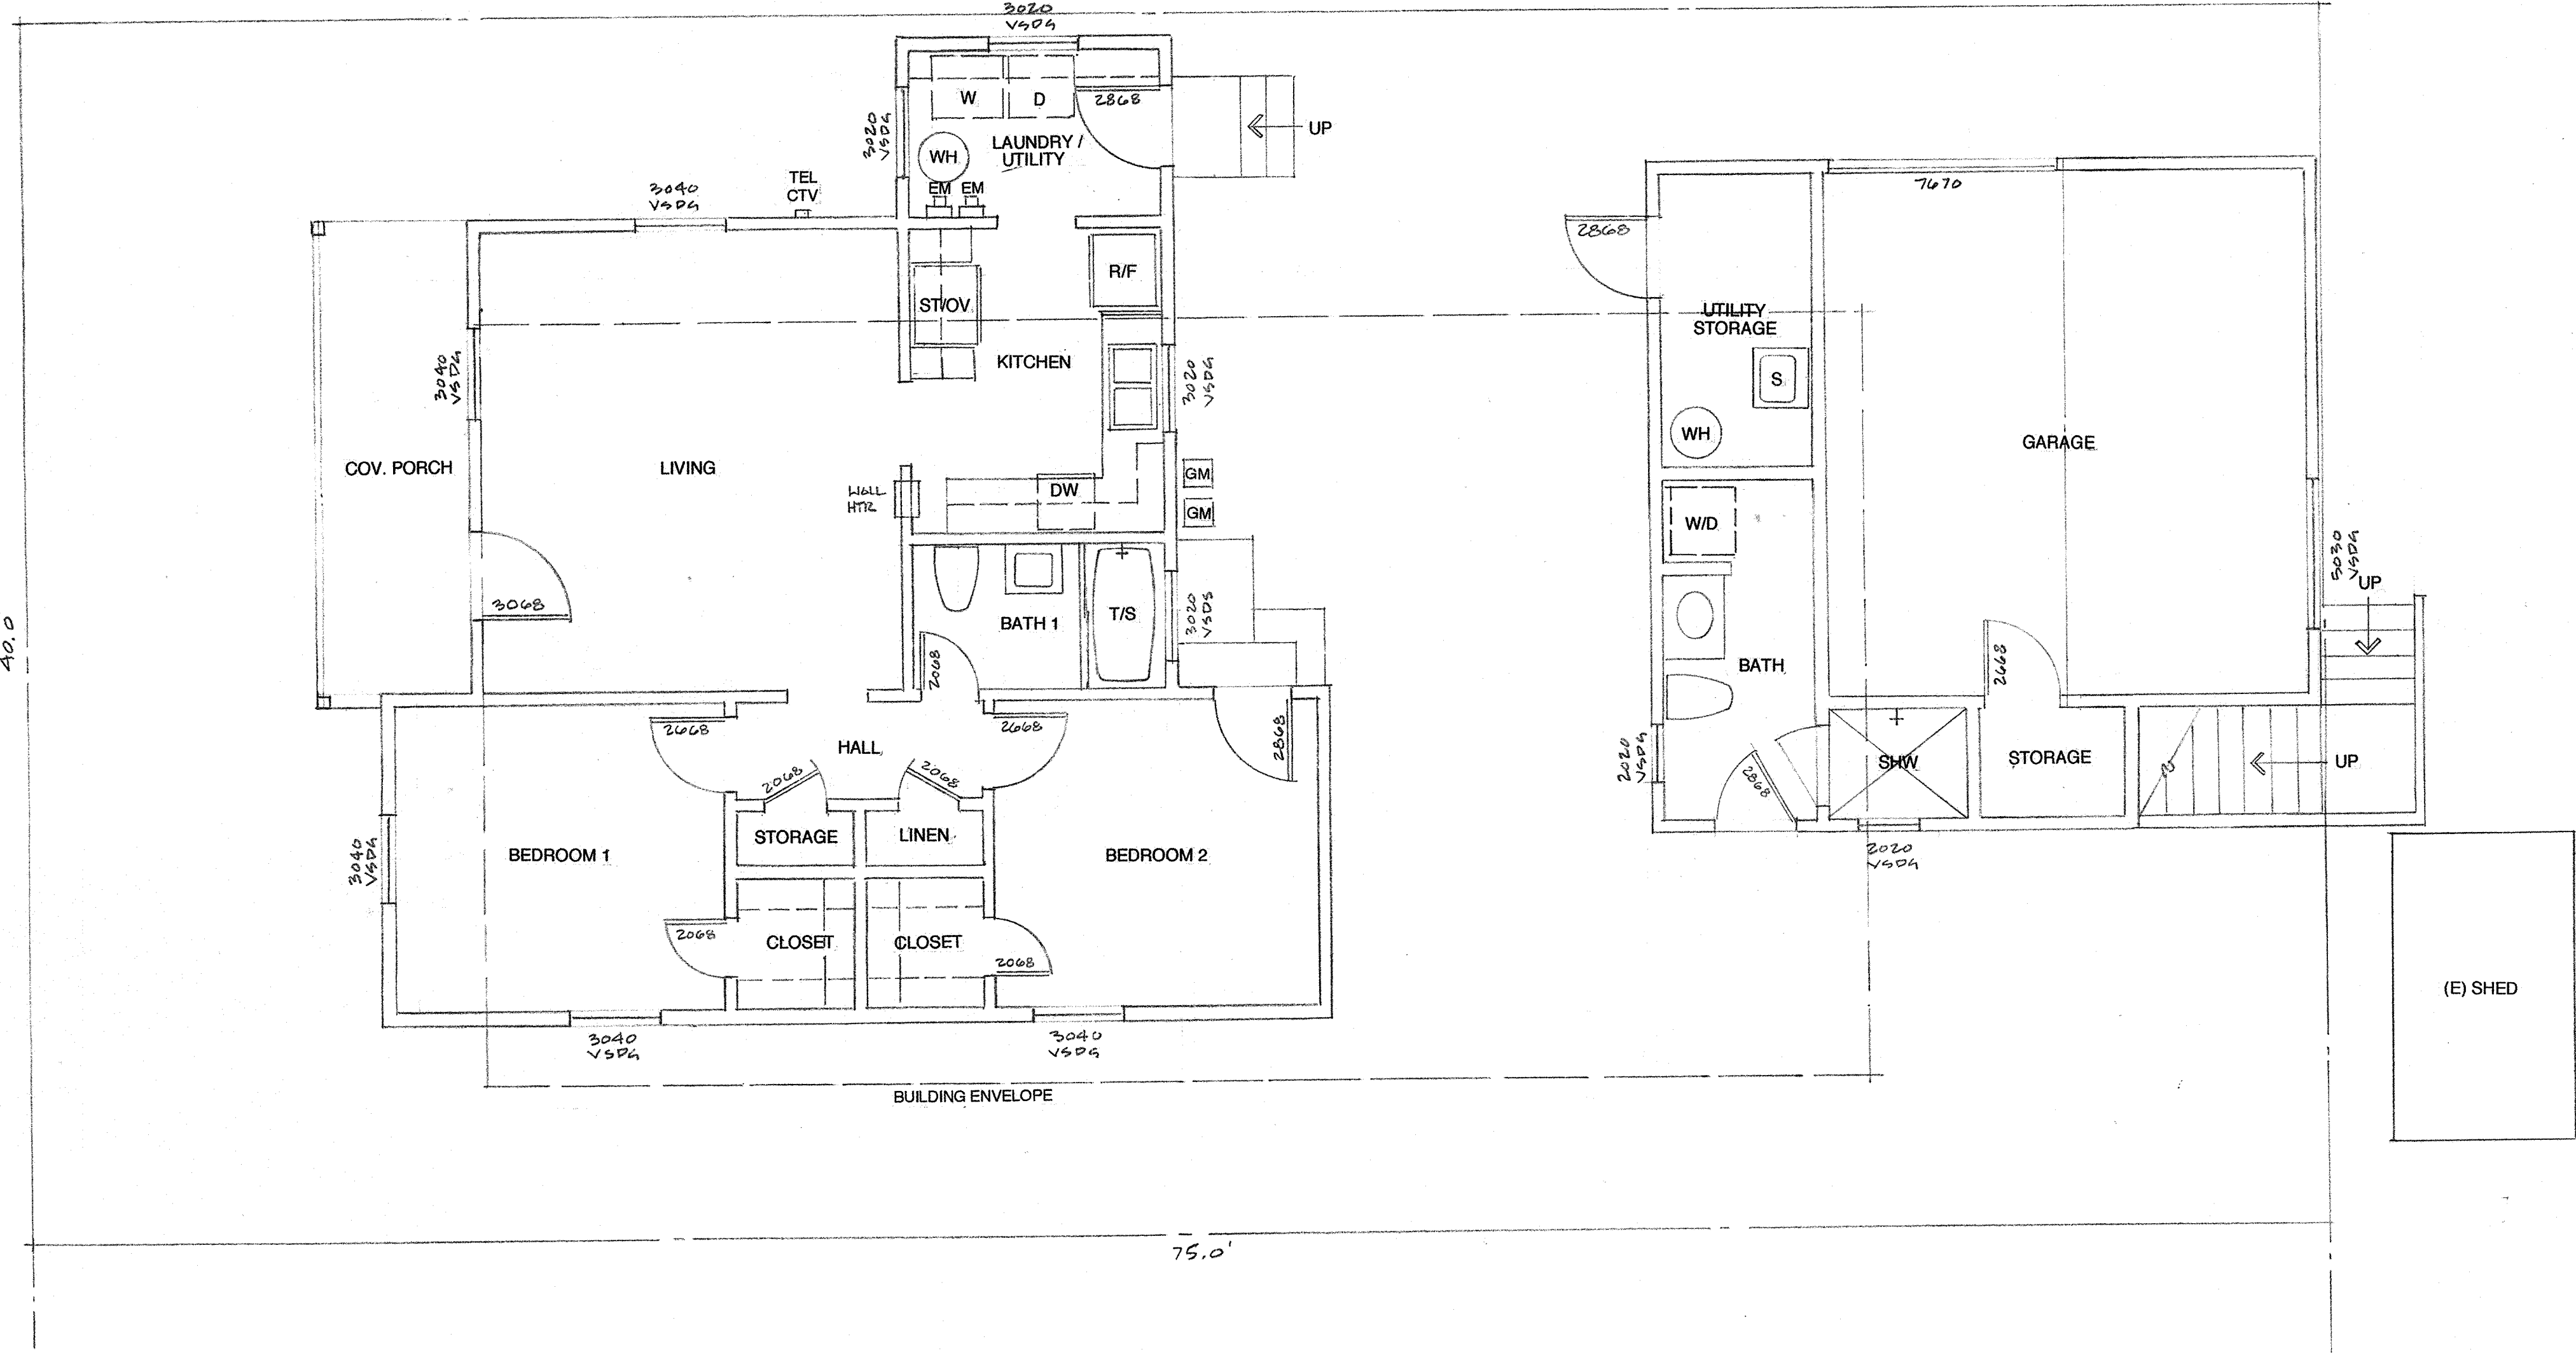 3020
VSDG
W
D
2868
UP
3020
VSDG
WH
LAUNDRY /
UTILITY
EM EM
TEL
CTV
3040
VSDG
7670
2868
R/F
ST/OV
UTILITY
STORAGE
KITCHEN
3040
VSDG
3020
VSDG
S
WH
GARAGE
COV. PORCH
LIVING
GM
WALL
HTR
DW
GM
W/D
5030
VSDG
UP
3068
BATH 1
T/S
3020
VSDS
40.0
2068
BATH
2668
2668
HALL
2668
2868
2020
VSDG
2068
2068
2868
SHW
STORAGE
UP
STORAGE
LINEN
3040
VSDG
BEDROOM 1
BEDROOM 2
2020
VSDG
2068
CLOSET
CLOSET
2068
(E) SHED
3040
VSDG
3040
VSDG
BUILDING ENVELOPE
75.0'